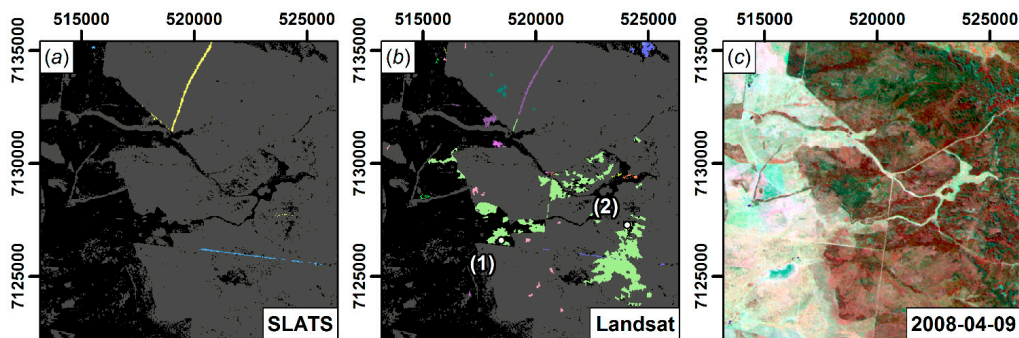 515000 520000 525000 515000 520000 525000 515000 520000 525000
(a) (b) (c)
7135000 7135000 7135000
7130000 7130000 7130000
(2)
(1)
7125000 7125000 7125000
SLATS Landsat 2008-04-09